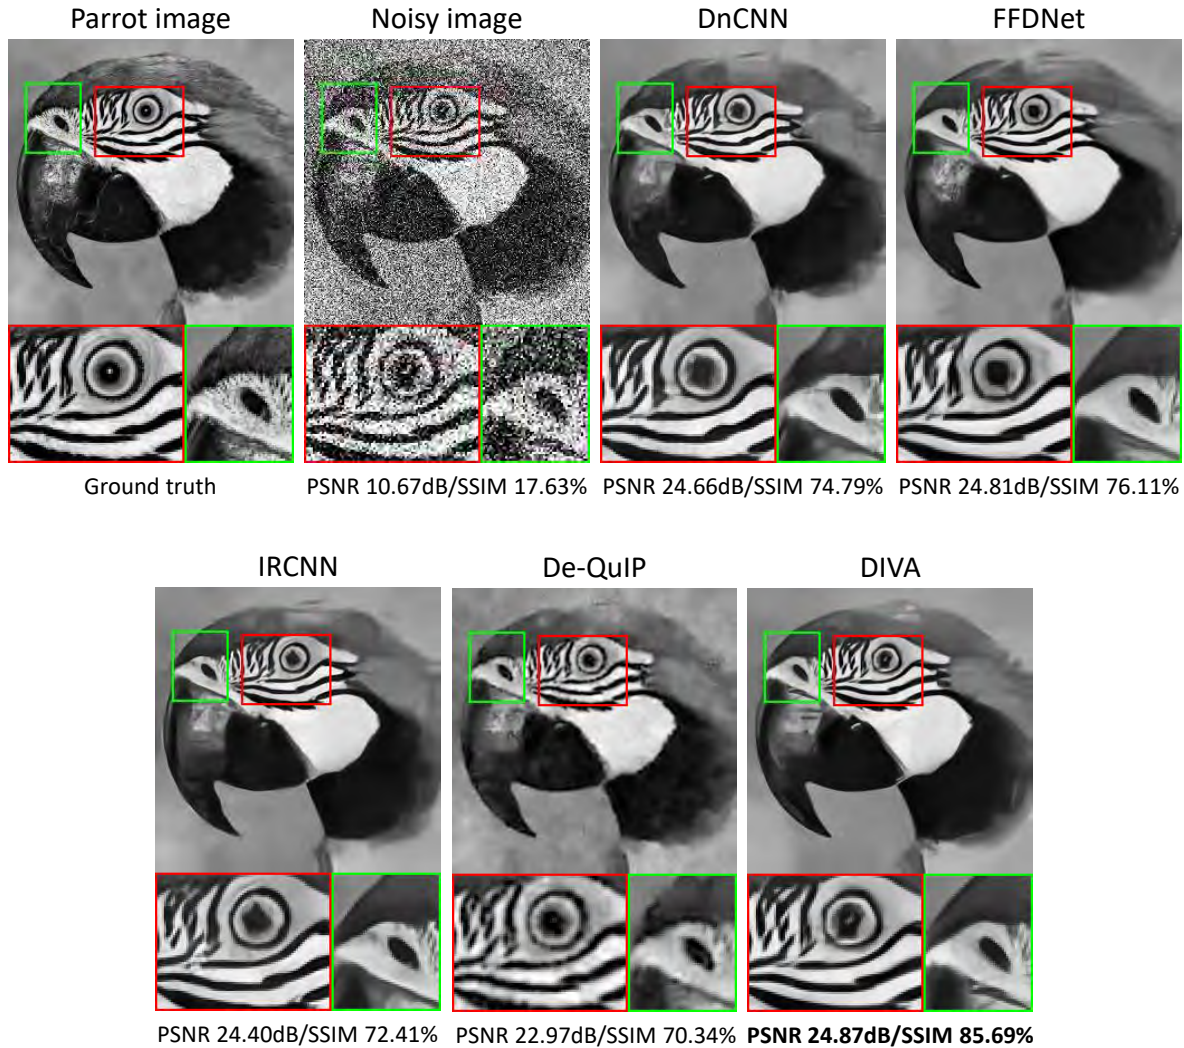 Parrot image
Noisy image
DnCNN
FFDNet
Ground truth
PSNR 10.67dB/SSIM 17.63%
PSNR 24.66dB/SSIM 74.79%
PSNR 24.81dB/SSIM 76.11%
IRCNN
De-QuIP
DIVA
PSNR 24.40dB/SSIM 72.41%
PSNR 22.97dB/SSIM 70.34%
PSNR 24.87dB/SSIM 85.69%